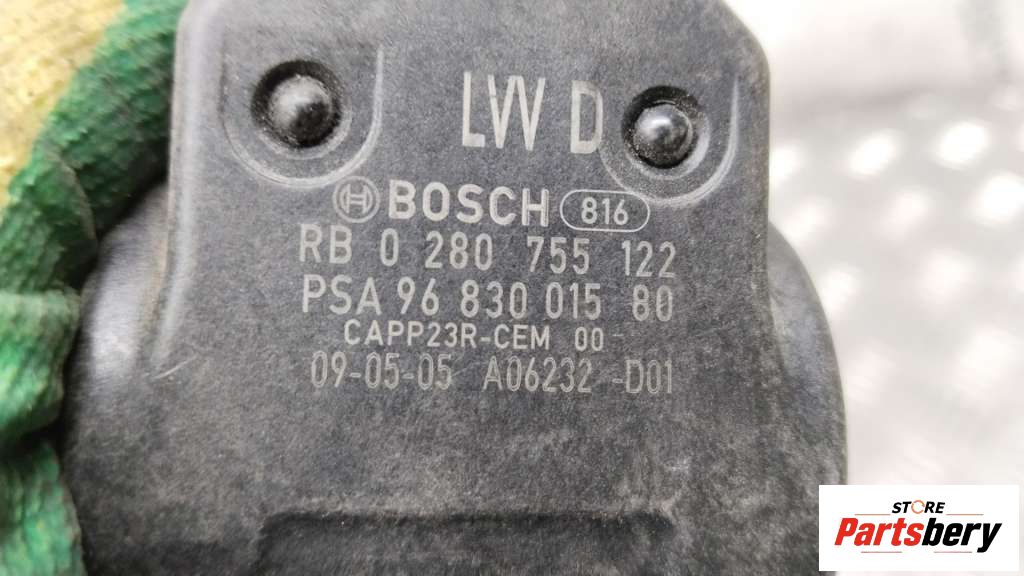 LW D
BOSCH 816
RB 0 280 755 122
PSA 96 830 015 80
CAPP23R-CEM 00
09-05-05 A06232 -D01
STORE
Partsbery